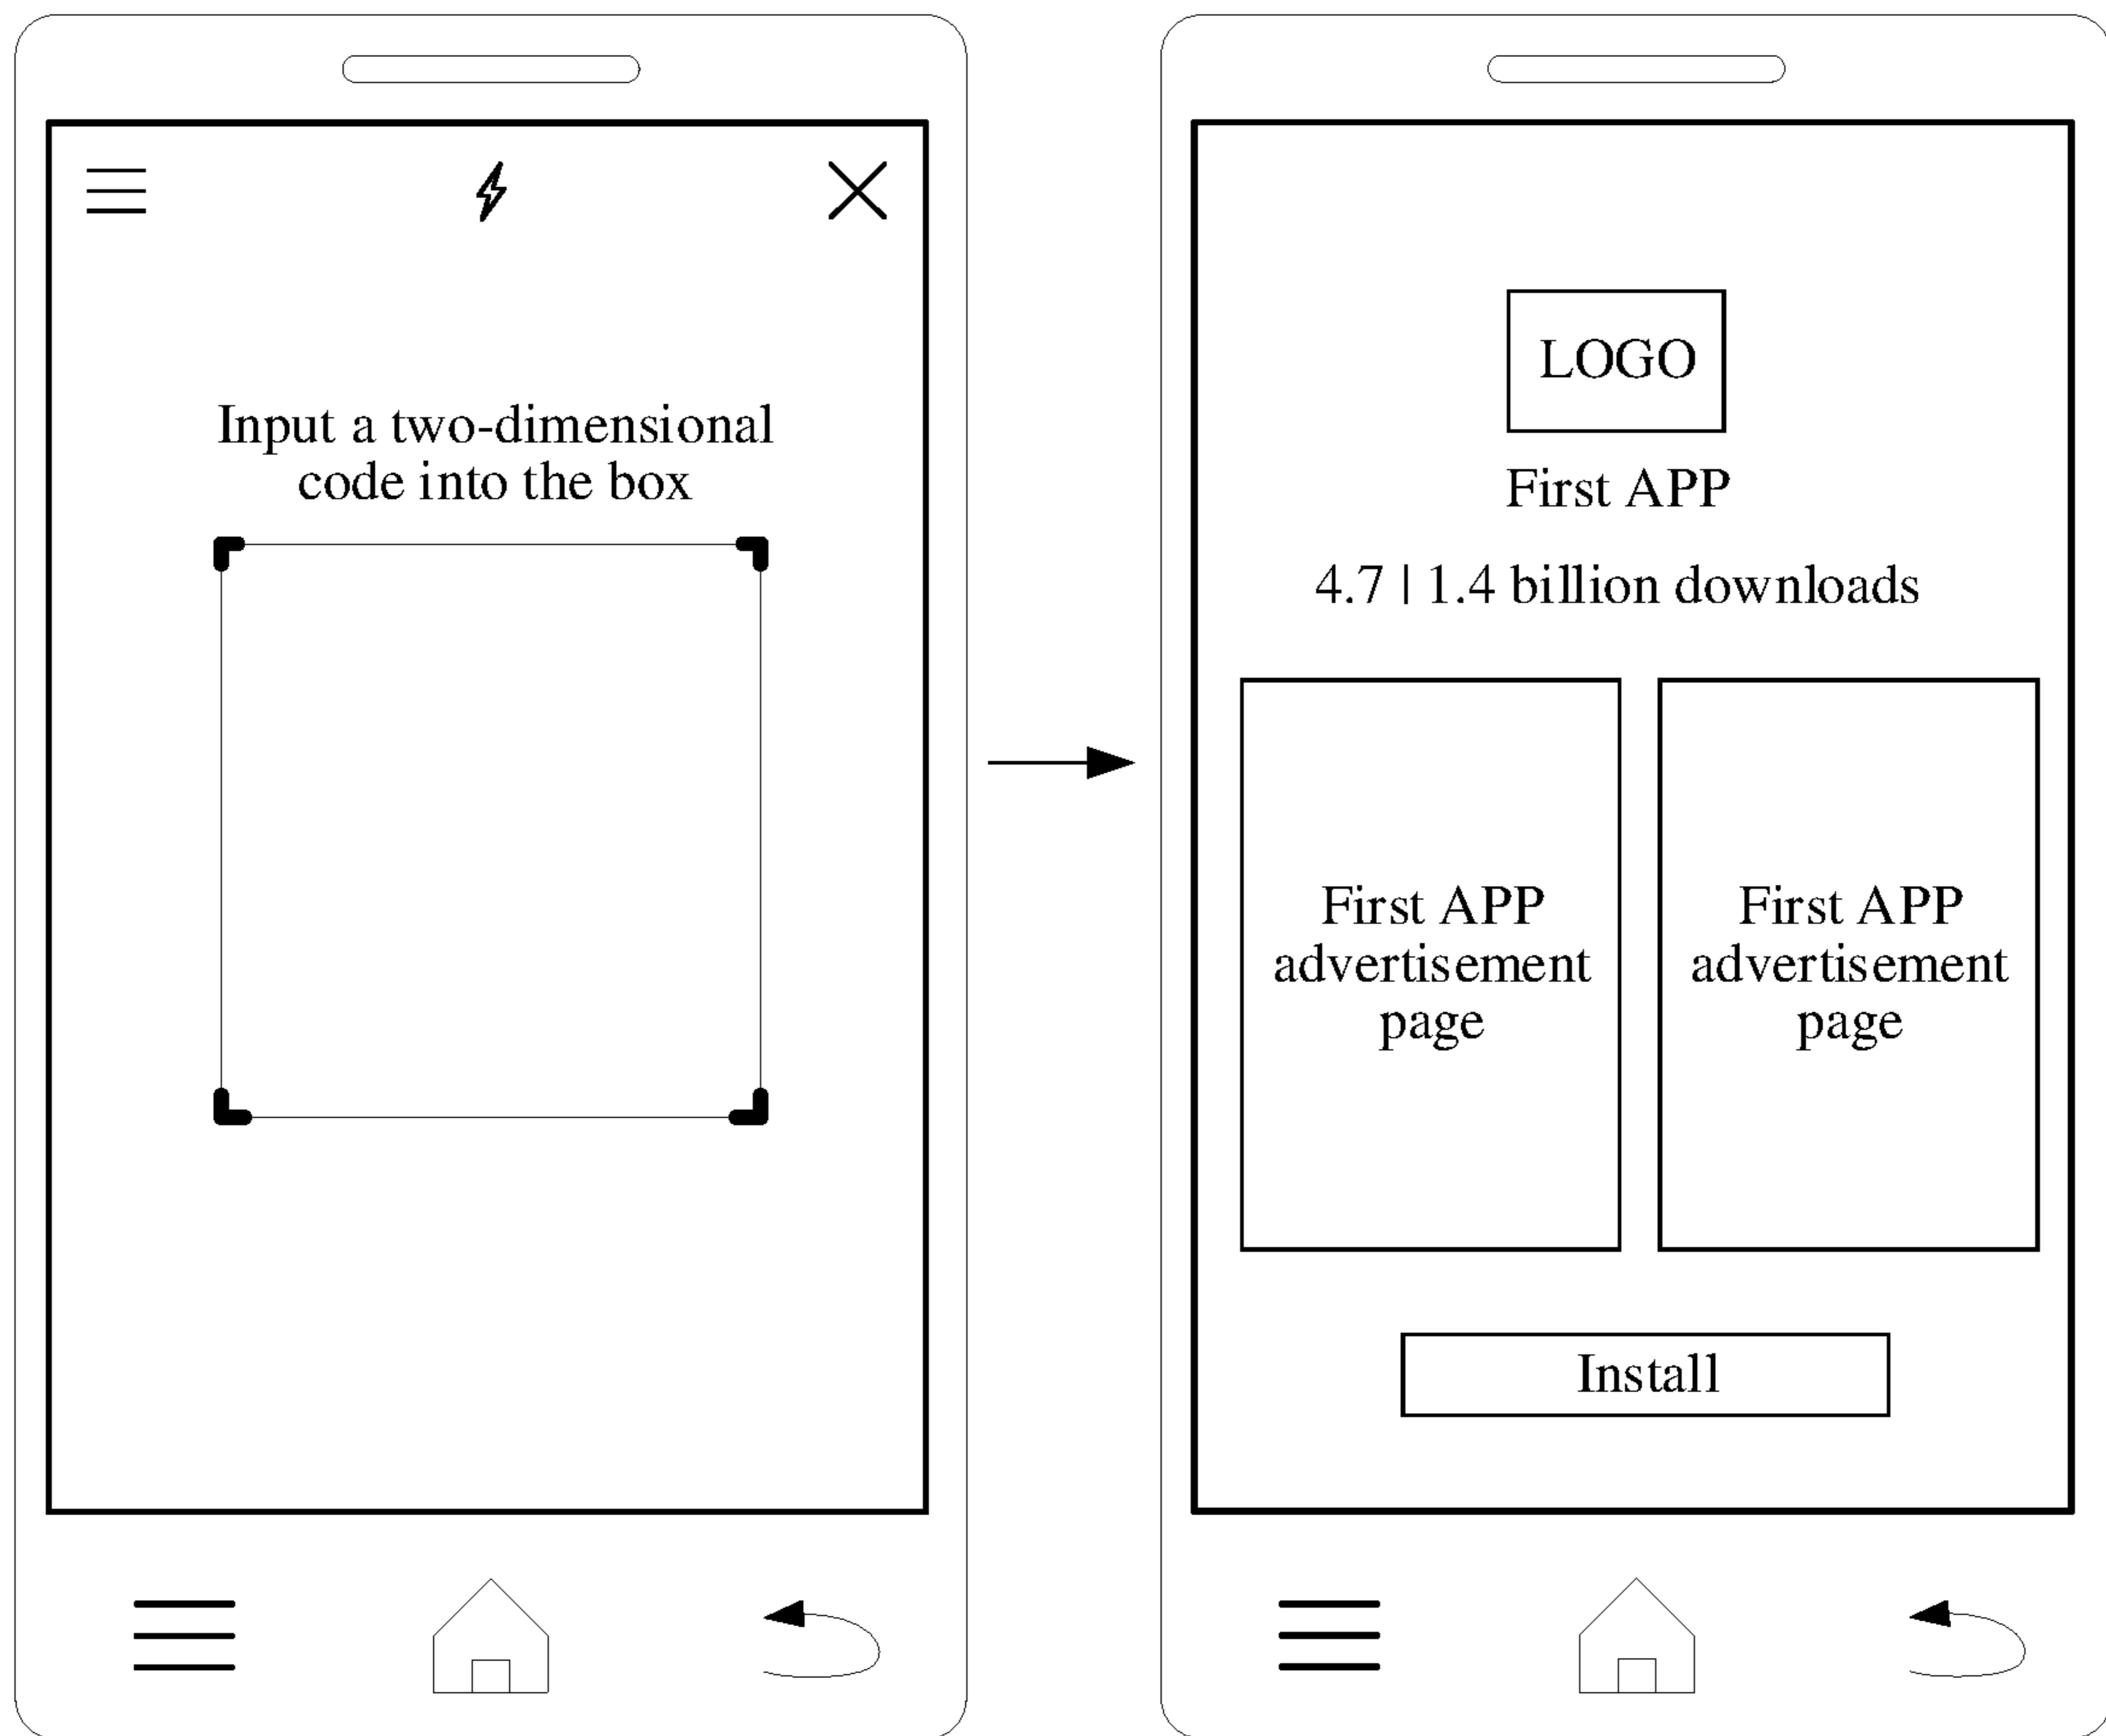 Input a two-dimensional
code into the box
LOGO
First APP
4.7 | 1.4 billion downloads
First APP
advertisement
page
First APP
advertisement
page
Install